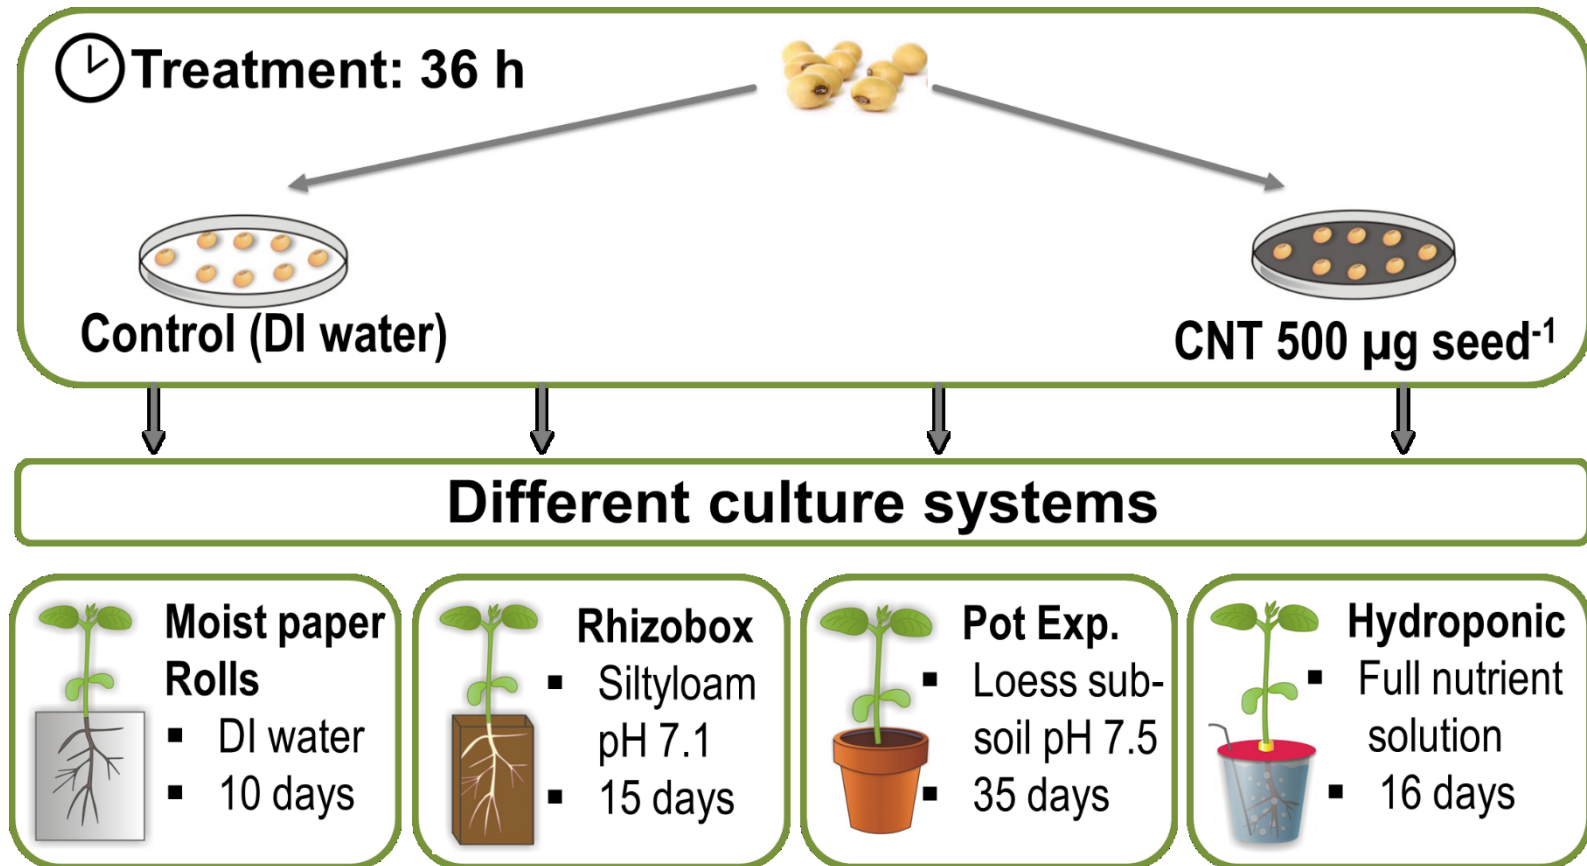 Treatment: 36 h
Control (DI water)
CNT 500 µg seed⁻¹
Different culture systems
Moist paper
Rolls
▪ DI water
▪ 10 days
Rhizobox
▪ Siltyloam
pH 7.1
▪ 15 days
Pot Exp.
▪ Loess sub-
soil pH 7.5
▪ 35 days
Hydroponic
▪ Full nutrient
solution
▪ 16 days